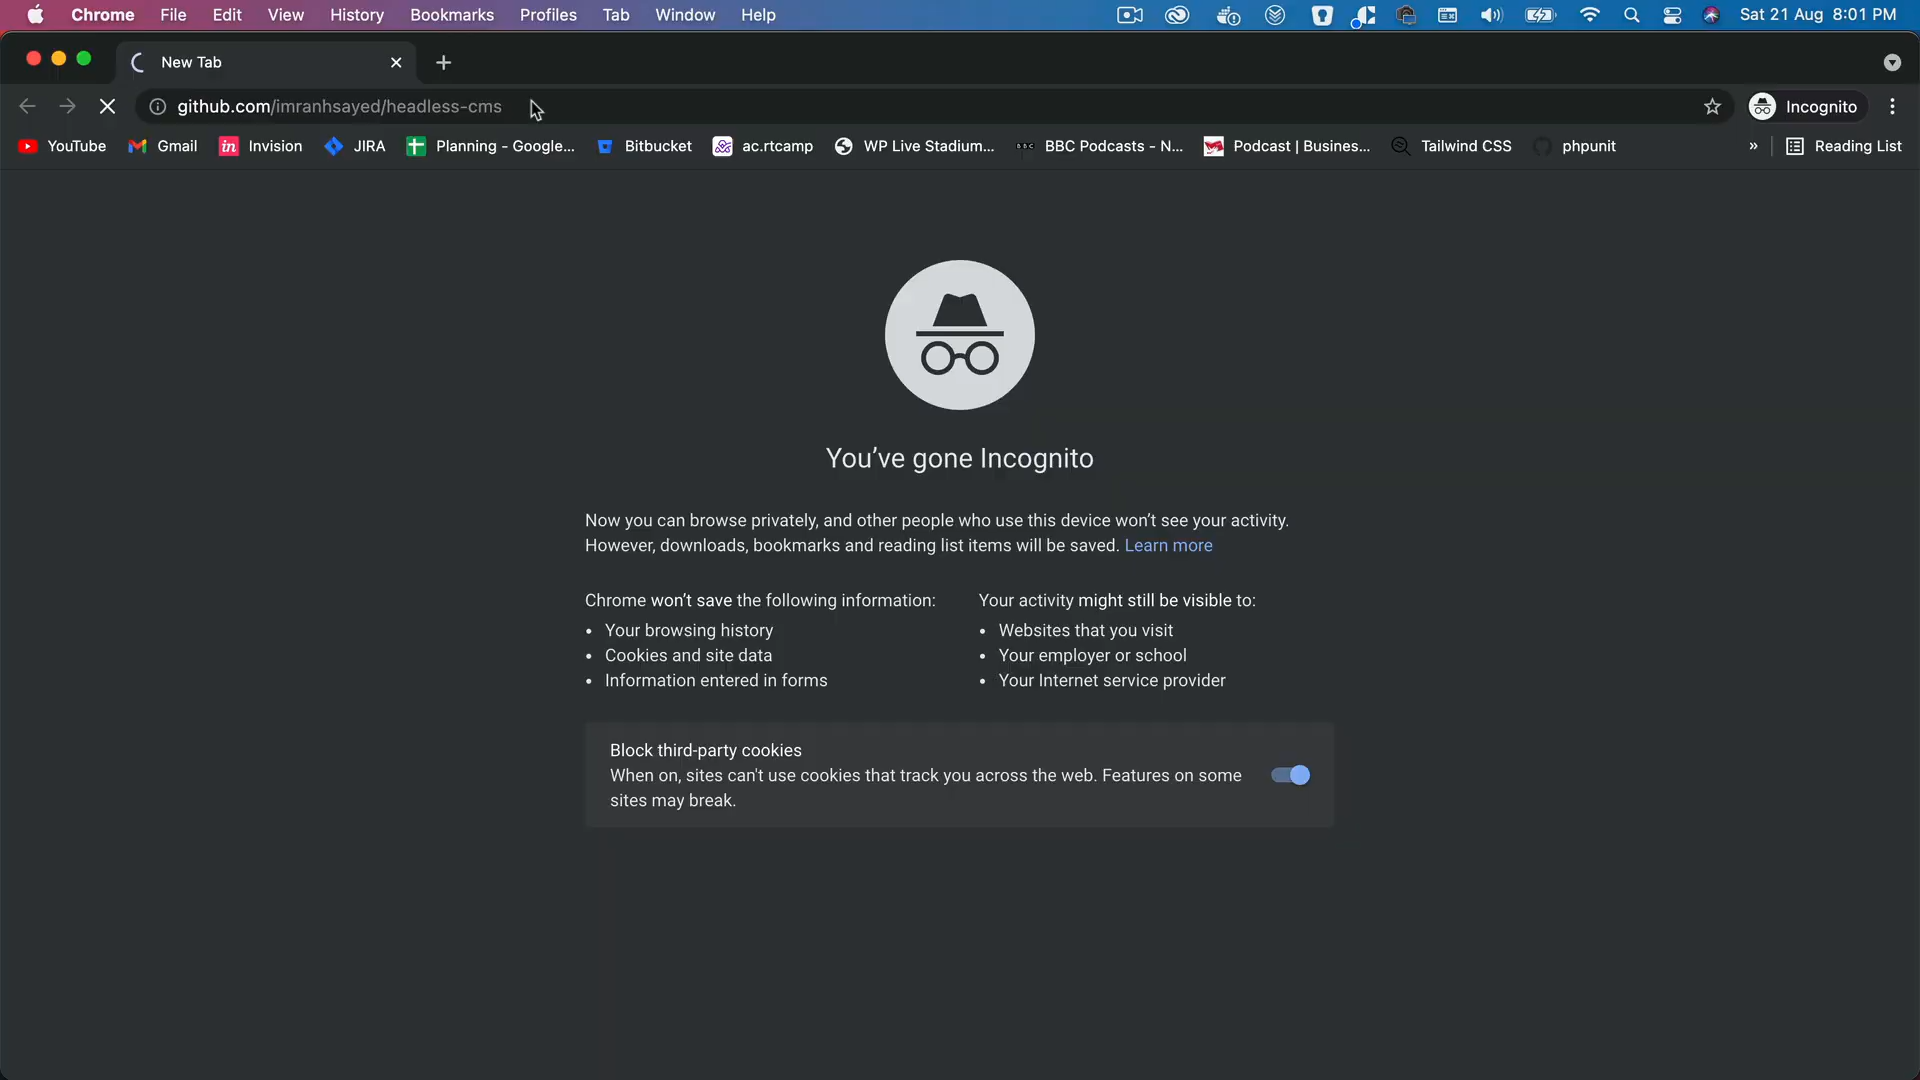 Chrome File Edit View History Bookmarks Profiles Tab Window Help Sat 21 Aug 8:01 PM
New Tab
github.com/imranhsayed/headless-cms Incognito
YouTube Gmail in Invision JIRA Planning - Google... Bitbucket ac.rtcamp WP Live Stadium... BBC BBC Podcasts - N... Podcast | Busines... Tailwind CSS phpunit » Reading List
You’ve gone Incognito
Now you can browse privately, and other people who use this device won’t see your activity.
However, downloads, bookmarks and reading list items will be saved. Learn more
Chrome won’t save the following information:
• Your browsing history
• Cookies and site data
• Information entered in forms
Your activity might still be visible to:
• Websites that you visit
• Your employer or school
• Your Internet service provider
Block third-party cookies
When on, sites can't use cookies that track you across the web. Features on some
sites may break.